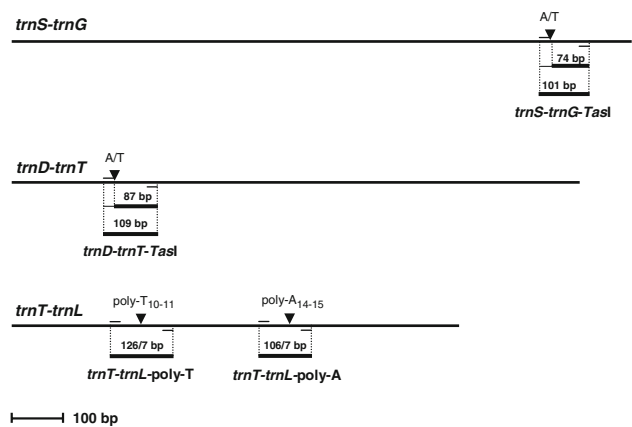 trnS-trnG
A/T
74 bp
101 bp
trnS-trnG-TasI
trnD-trnT
A/T
87 bp
109 bp
trnD-trnT-TasI
trnT-trnL
poly-T10-11
poly-A14-15
126/7 bp
106/7 bp
trnT-trnL-poly-T
trnT-trnL-poly-A
100 bp